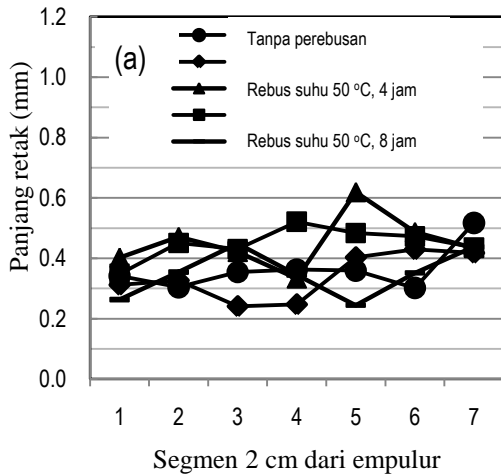 1.2
1.0
0.8
0.6
0.4
0.2
0.0
Panjang retak (mm)
(a)
Tanpa perebusan
Rebus suhu 50 °C, 4 jam
Rebus suhu 50 °C, 8 jam
1 2 3 4 5 6 7
Segmen 2 cm dari empulur